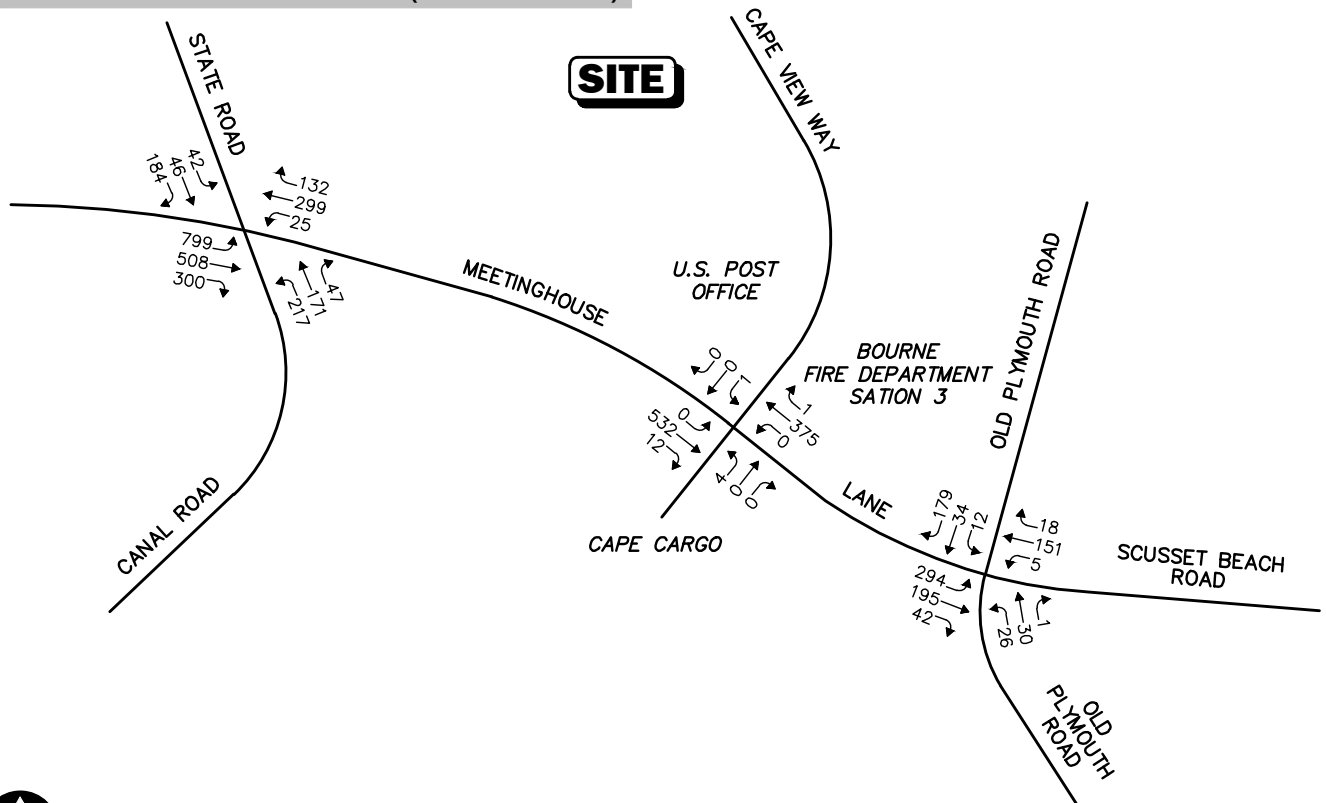 SITE
CAPE VIEW WAY
STATE ROAD
184
46
42
132
299
25
799
508
300
217
171
47
MEETINGHOUSE
U.S. POST
OFFICE
BOURNE
FIRE DEPARTMENT
SATION 3
OLD PLYMOUTH ROAD
0
0
1
1
375
0
0
532
12
4
0
0
CAPE CARGO
LANE
CANAL ROAD
179
34
12
18
151
5
294
195
42
26
30
1
SCUSSET BEACH
ROAD
OLD
PLYMOUTH
ROAD